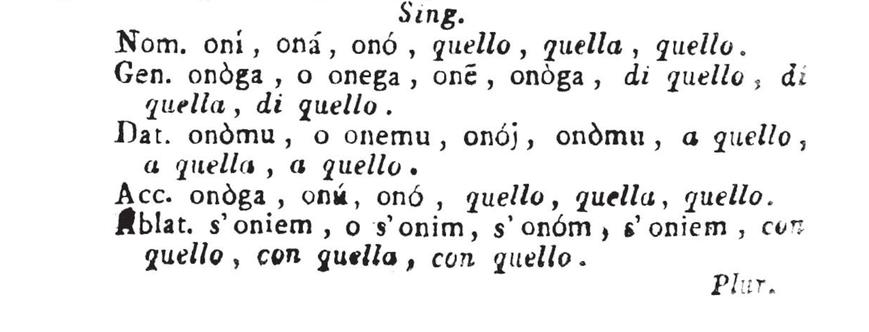 Sing.
Nom. oní, oná, onó, quello, quella, quello.
Gen. onòga, o onega, onẽ, onòga, di quello, di
quella, di quello.
Dat. onòmu, o onemu, onój, onòmu, a quello,
a quella, a quello.
Acc. onòga, onú, onó, quello, quella, quello.
Ablat. s'oniem, o s'onim, s'onóm, s'oniem, con
quello, con quella, con quello.
Plur.